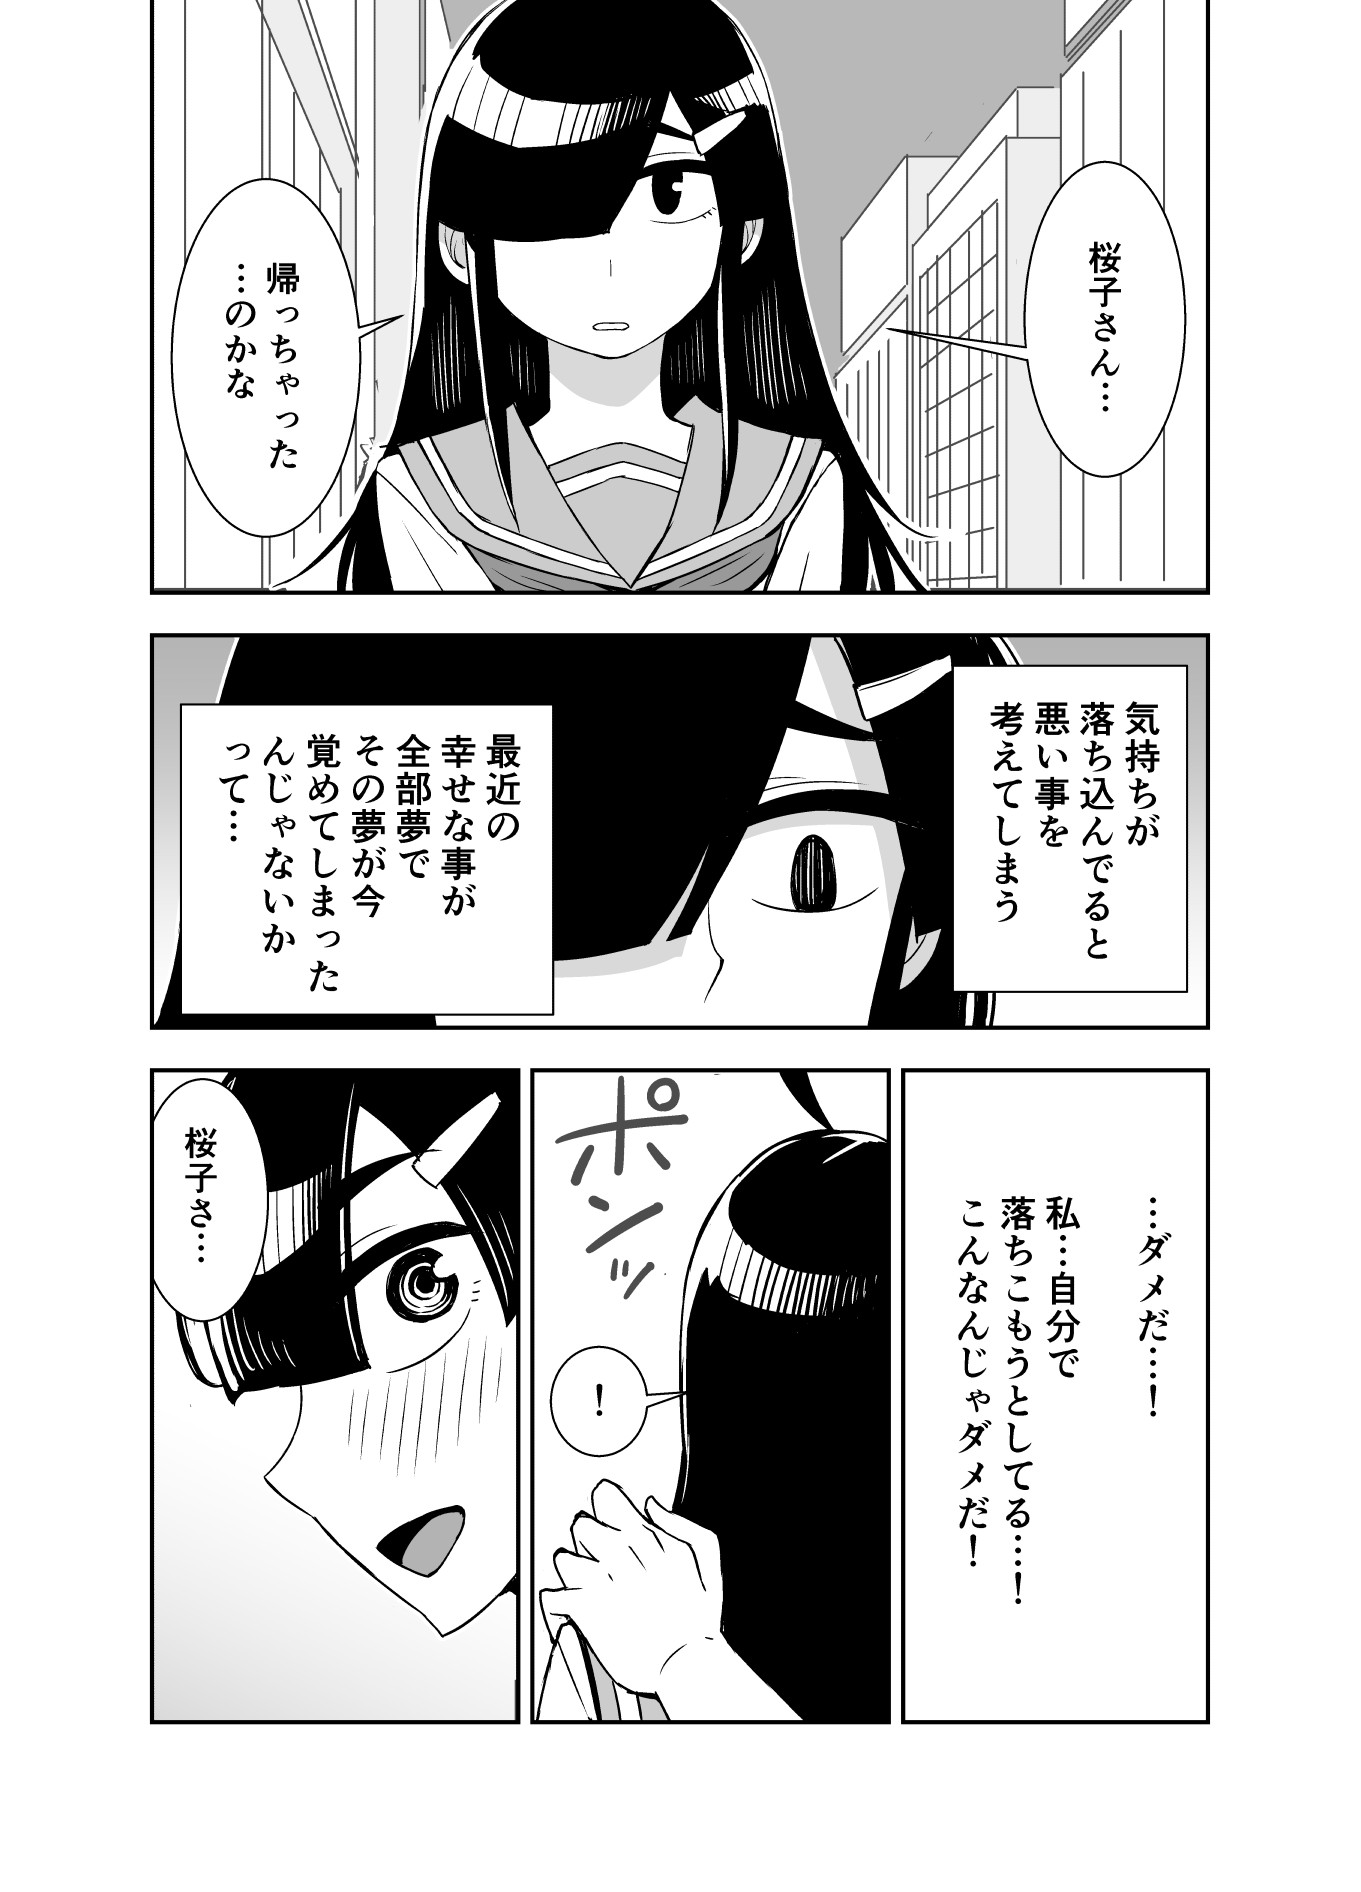 桜子さん…
帰っちゃった
…のかな
気持ちが
落ち込んでると
悪い事を
考えてしまう
最近の
幸せな事が
全部夢で
その夢が今
覚めてしまった
んじゃないか
って…
…ダメだ…！
私…自分で
落ちこもうとしてる…！
こんなんじゃダメだ！
ポンッ
！
桜子さ…